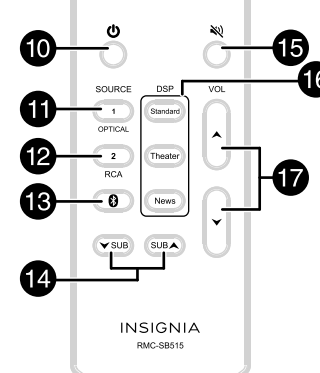 10
15
SOURCE DSP VOL
16
11 1 Standard
OPTICAL
12 2 Theater
RCA
17
13 News
SUB SUB
14
INSIGNIA
RMC-SB515